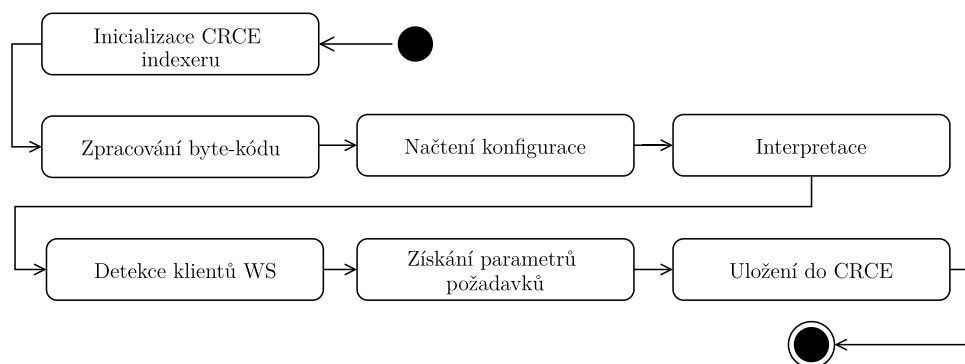 Inicializace CRCE
indexeru
Zpracování byte-kódu
Načtení konfigurace
Interpretace
Detekce klientů WS
Získání parametrů
požadavků
Uložení do CRCE